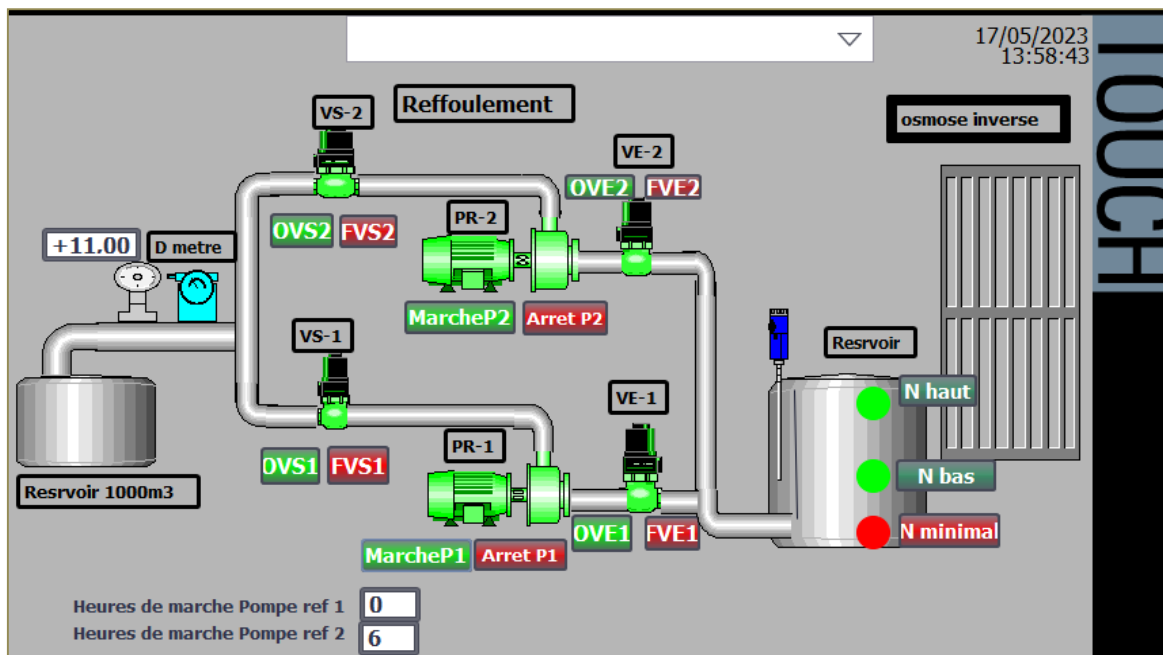 17/05/2023
13:58:43
TOUCH
VS-2
Reffoulement
osmose inverse
VE-2
OVE2 FVE2
PR-2
OVS2 FVS2
+11.00 D metre
MarcheP2 Arret P2
VS-1
Resrvoir
N haut
VE-1
PR-1
OVS1 FVS1
N bas
Resrvoir 1000m3
OVE1 FVE1
N minimal
MarcheP1 Arret P1
Heures de marche Pompe ref 1 0
Heures de marche Pompe ref 2 6